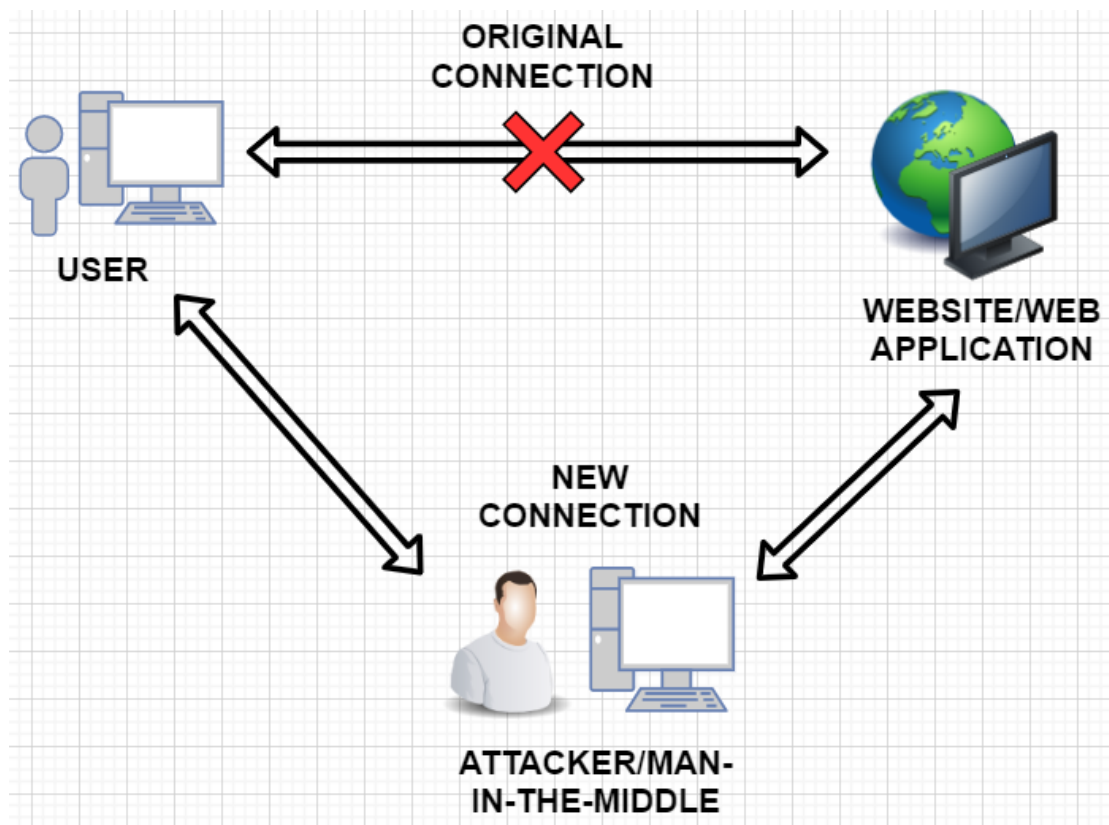 ORIGINAL
CONNECTION
USER
WEBSITE/WEB
APPLICATION
NEW
CONNECTION
ATTACKER/MAN-
IN-THE-MIDDLE